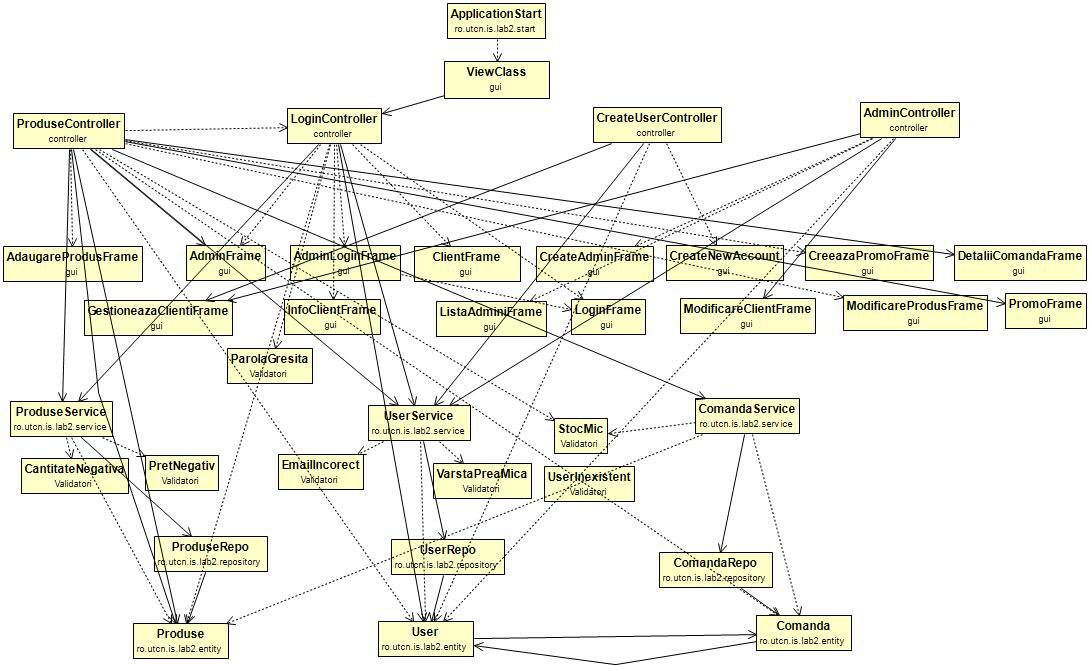 ApplicationStart
ro.utcn.is.lab2.start
ViewClass
gui
ProduseController
controller
LoginController
controller
CreateUserController
controller
AdminController
controller
AdaugareProdusFrame
gui
AdminFrame
gui
AdminLoginFrame
gui
ClientFrame
gui
CreateAdminFrame
gui
CreateNewAccount
gui
CreeazaPromoFrame
gui
DetaliiComandaFrame
gui
GestioneazaClientiFrame
gui
InfoClientFrame
gui
ListaAdminiFrame
gui
LoginFrame
gui
ModificareClientFrame
gui
ModificareProdusFrame
gui
PromoFrame
gui
ParolaGresita
Validatori
ProduseService
ro.utcn.is.lab2.service
UserService
ro.utcn.is.lab2.service
StocMic
Validatori
ComandaService
ro.utcn.is.lab2.service
CantitateNegativa
Validatori
PretNegativ
Validatori
EmailIncorect
Validatori
VarstaPreaMica
Validatori
UserInexistent
Validatori
ProduseRepo
ro.utcn.is.lab2.repository
UserRepo
ro.utcn.is.lab2.repository
ComandaRepo
ro.utcn.is.lab2.repository
Produse
ro.utcn.is.lab2.entity
User
ro.utcn.is.lab2.entity
Comanda
ro.utcn.is.lab2.entity